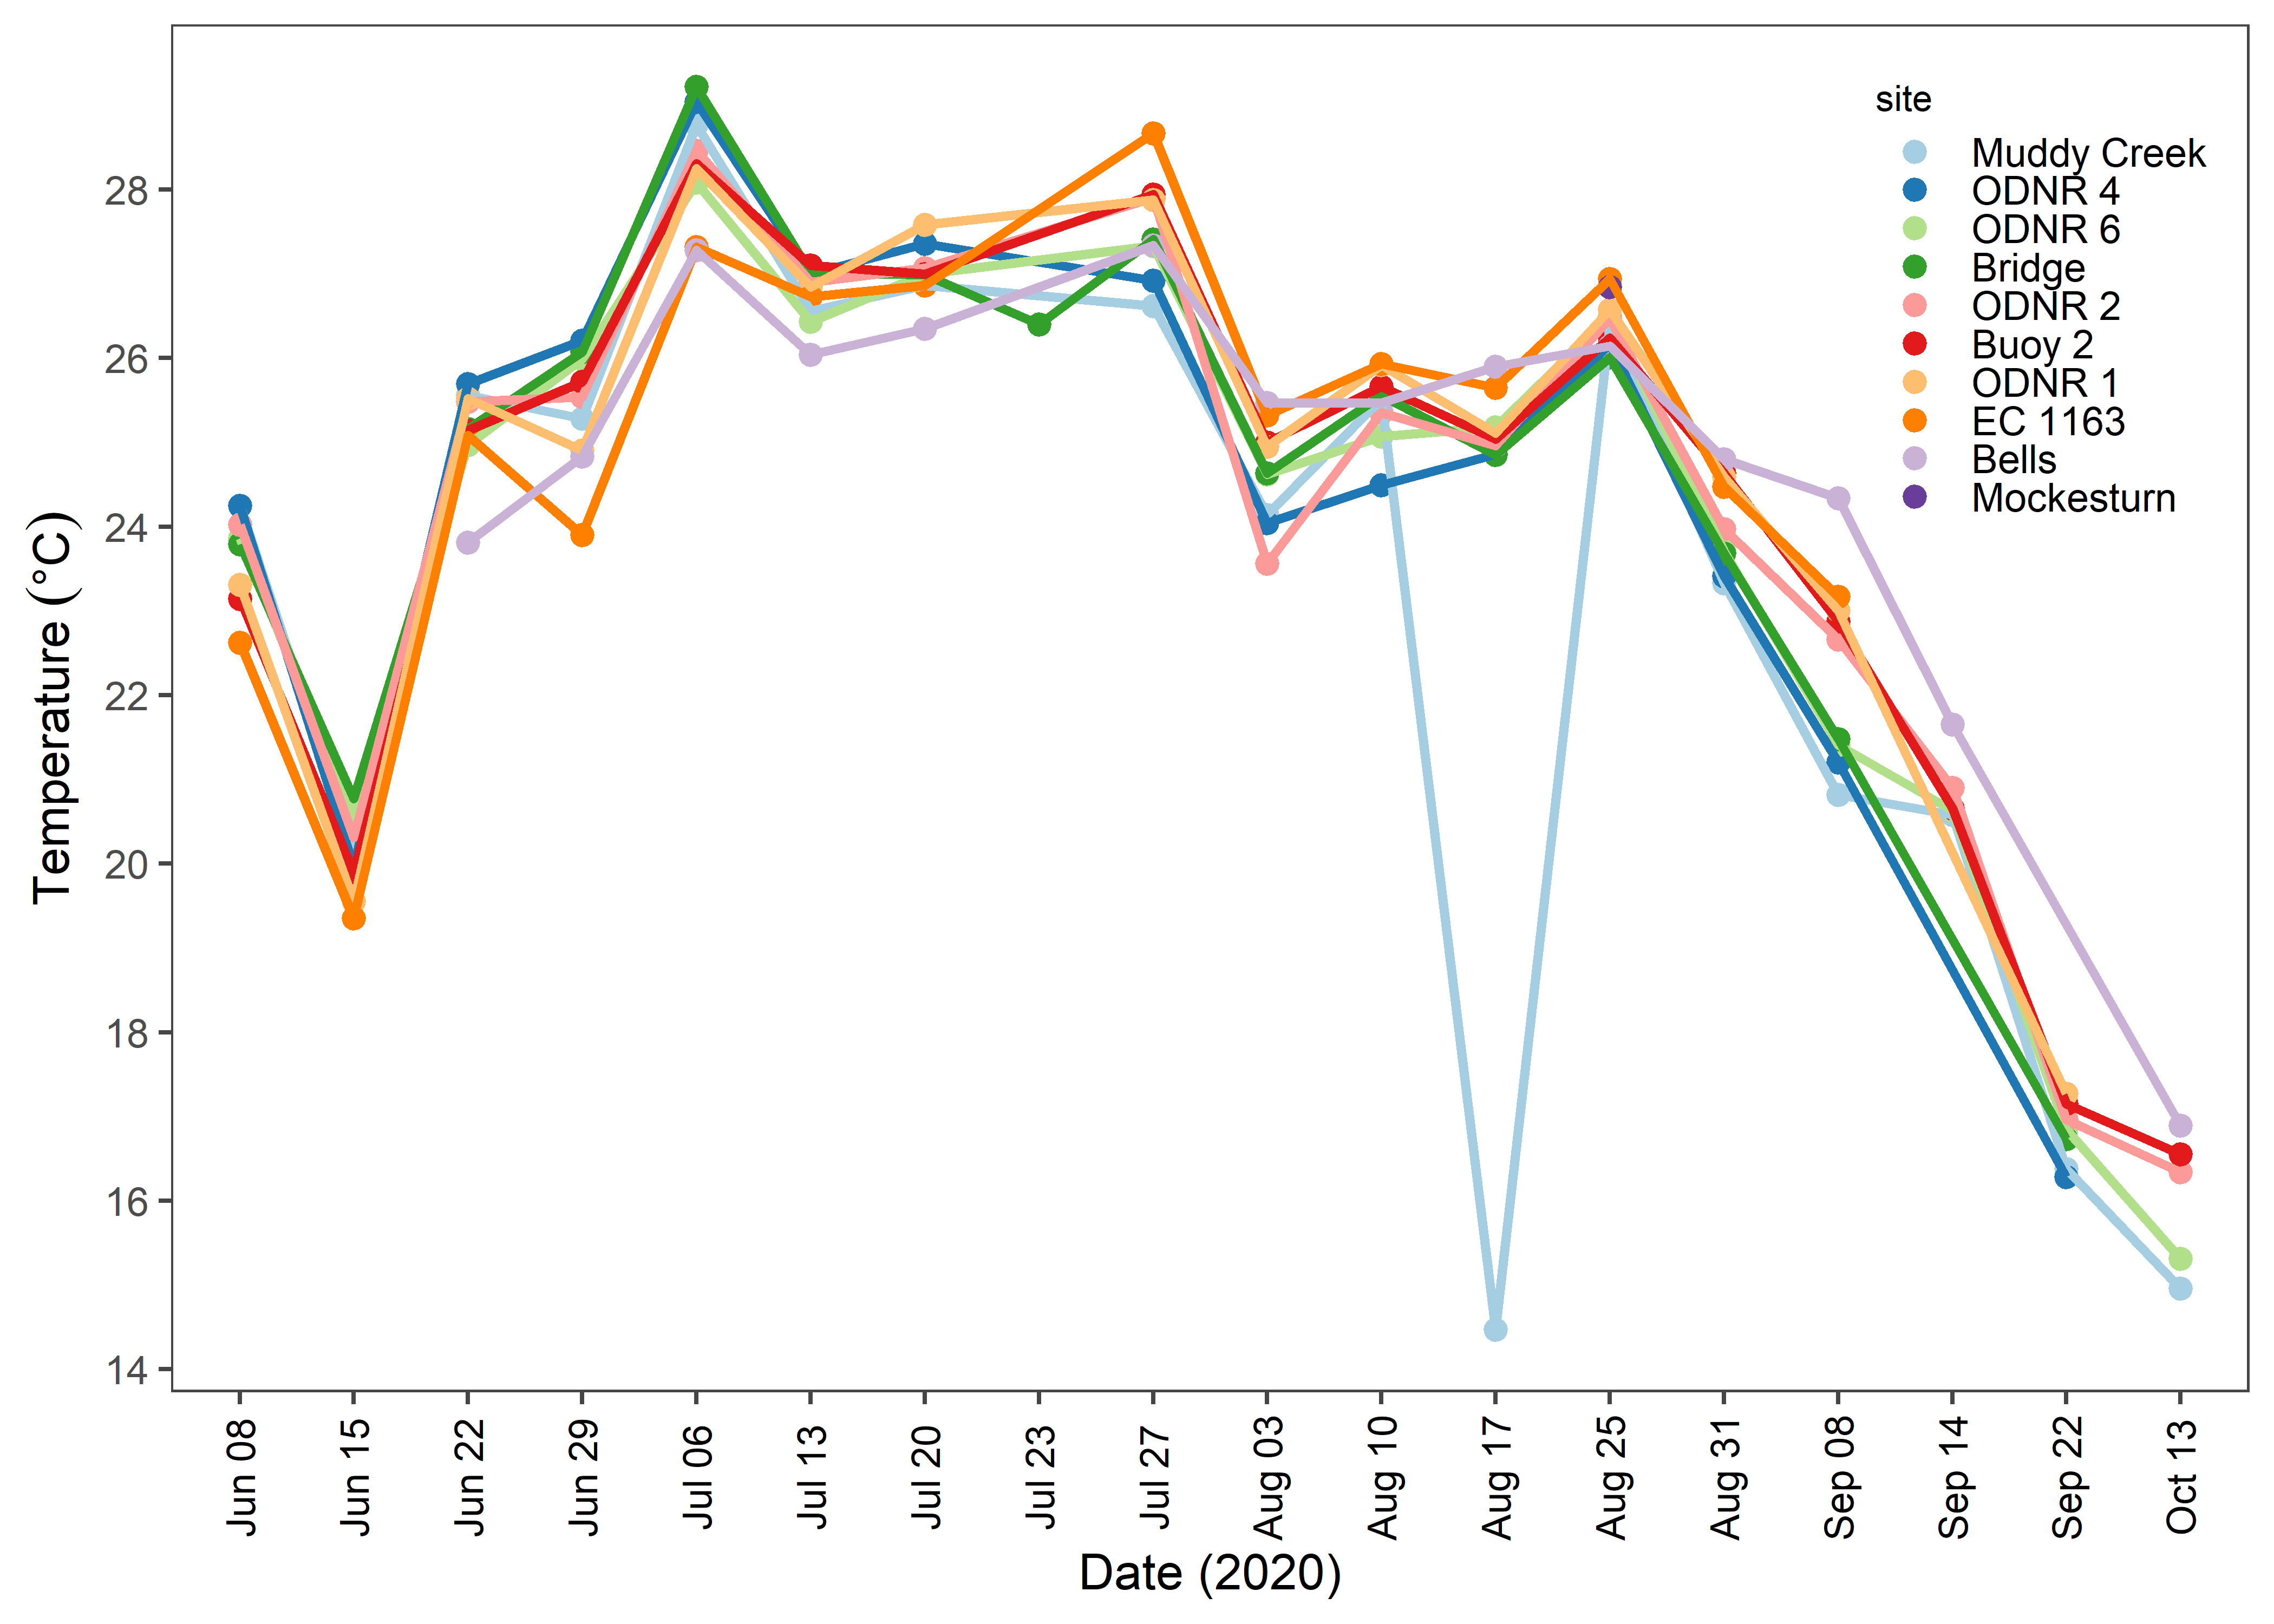 site
Muddy Creek
ODNR 4
ODNR 6
Bridge
ODNR 2
Buoy 2
ODNR 1
EC 1163
Bells
Mockesturn
Temperature (°C)
28
26
24
22
20
18
16
14
Jun 08
Jun 15
Jun 22
Jun 29
Jul 06
Jul 13
Jul 20
Jul 23
Jul 27
Aug 03
Aug 10
Aug 17
Aug 25
Aug 31
Sep 08
Sep 14
Sep 22
Oct 13
Date (2020)